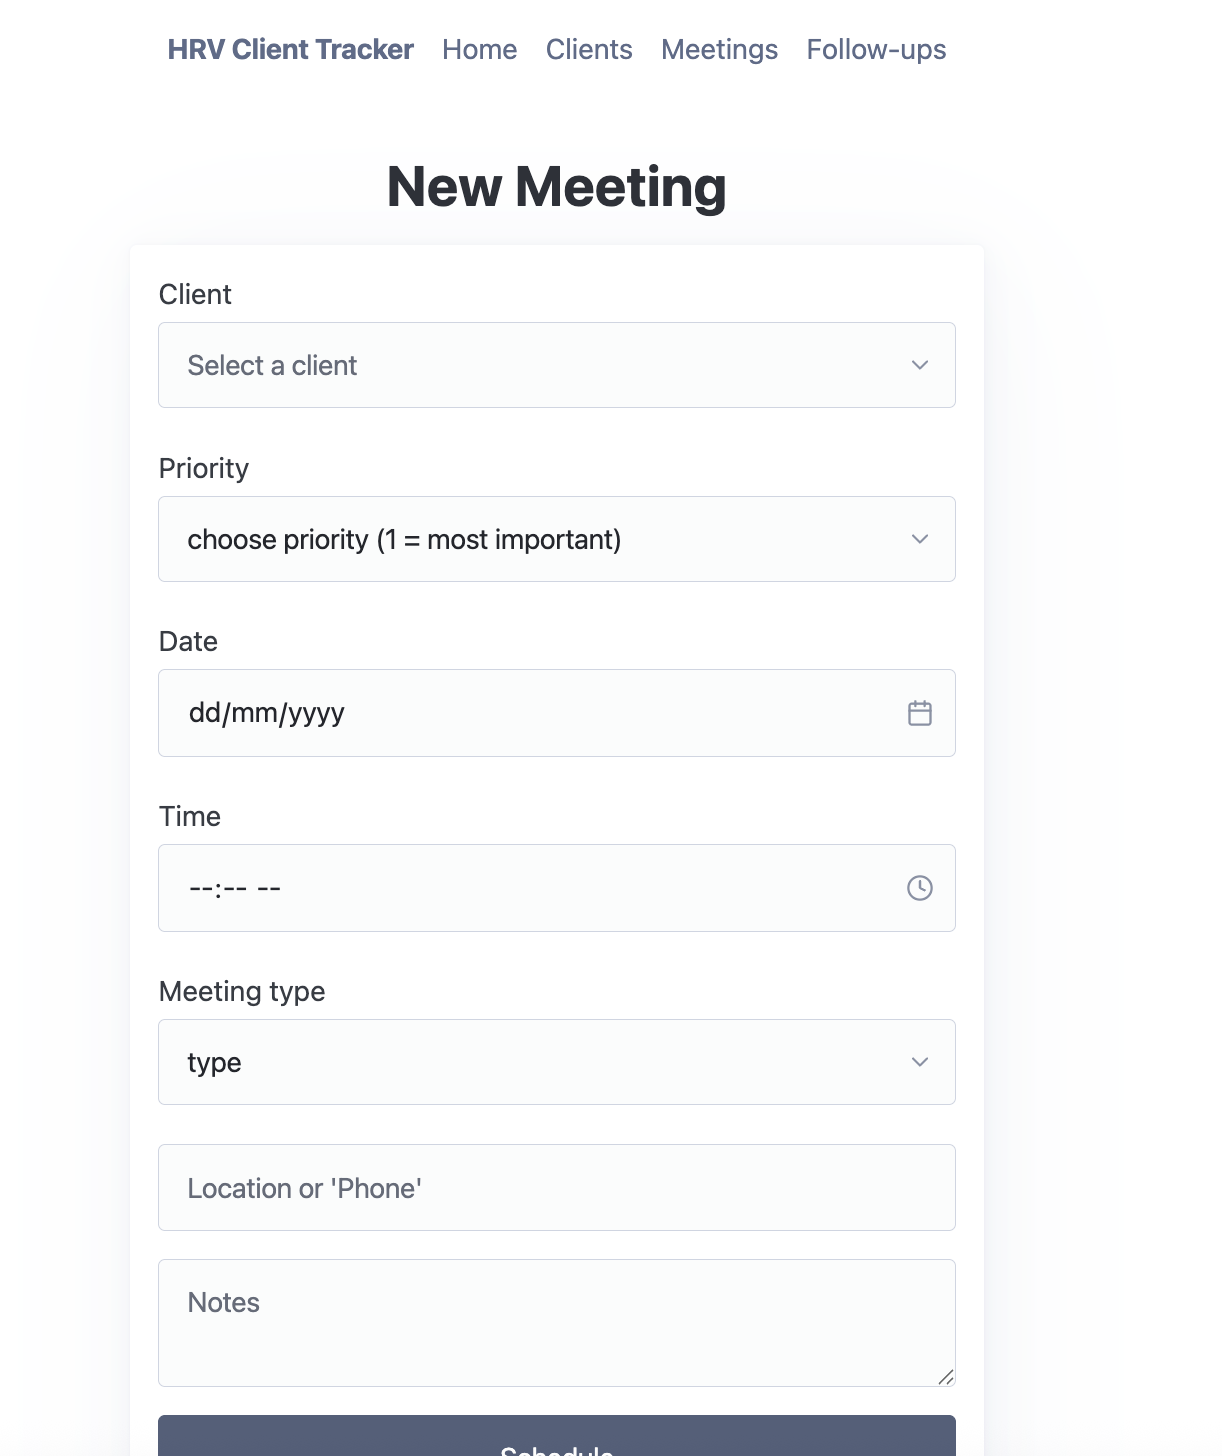 HRV Client Tracker Home Clients Meetings Follow-ups
New Meeting
Client
Select a client
Priority
choose priority (1 = most important)
Date
dd/mm/yyyy
Time
--:-- --
Meeting type
type
Location or 'Phone'
Notes
Schedule